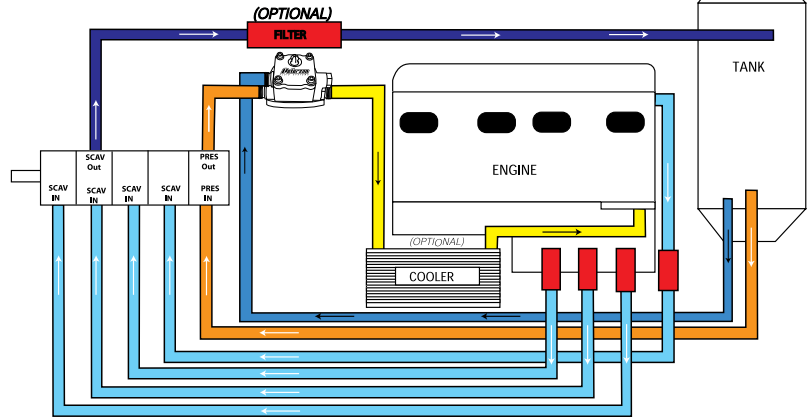 (OPTIONAL)
FILTER
TANK
ENGINE
SCAV
Out
PRES
Out
SCAV
IN
SCAV
IN
SCAV
IN
SCAV
IN
PRES
IN
(OPTIONAL)
COOLER